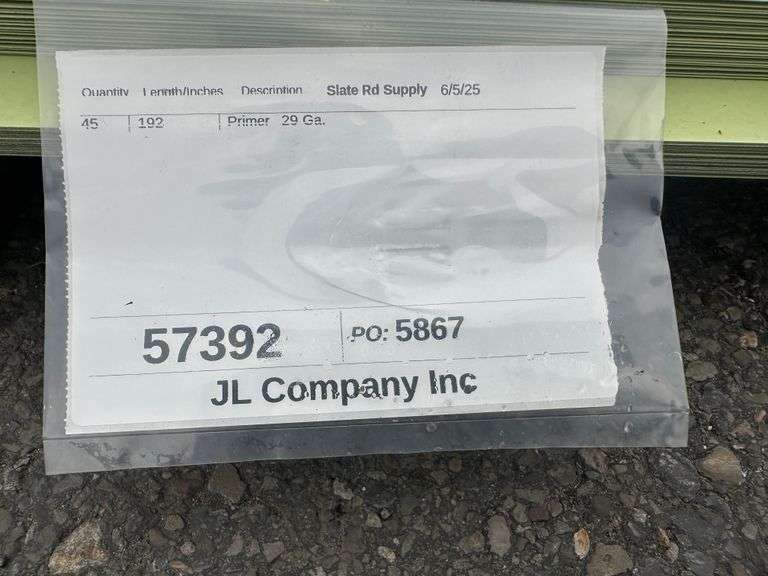 Quantity Length/Inches Description Slate Rd Supply 6/5/25
45 192 Primer 29 Ga.
57392 PO: 5867
JL Company Inc